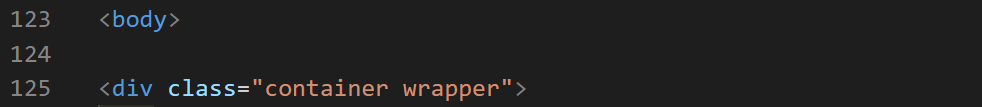 123 <body>
124
125 <div class="container wrapper">